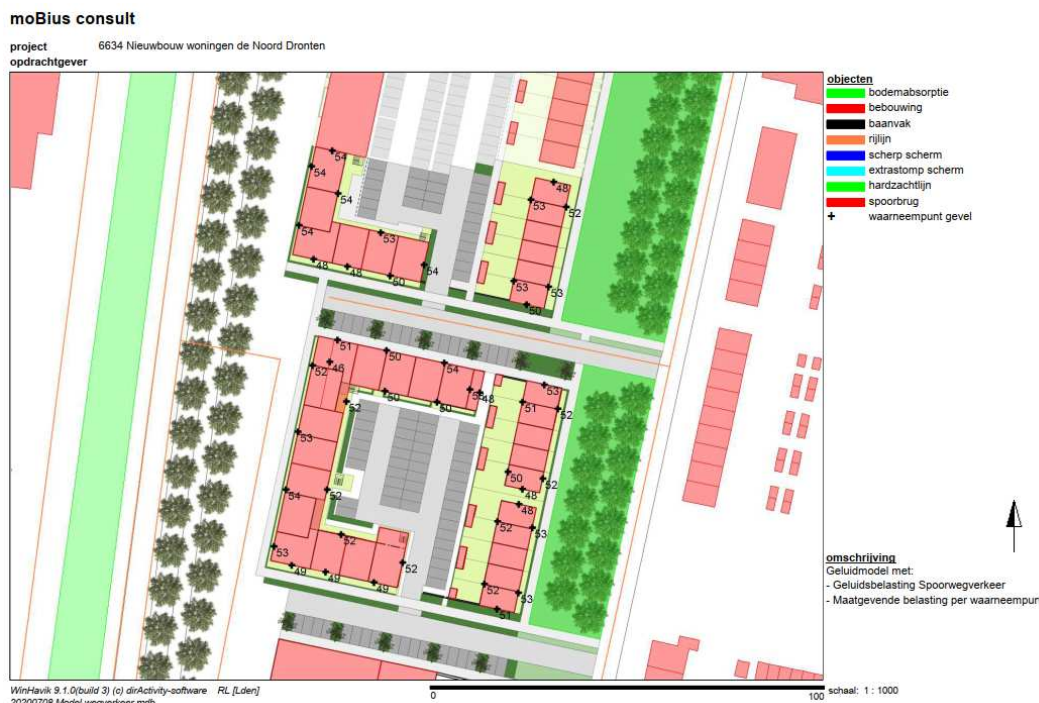 moBius consult
project 6634 Nieuwbouw woningen de Noord Dronten
opdrachtgever
objecten
bodemabsorptie
bebouwing
baanvak
rijlijn
scherp scherm
extrastomp scherm
hardzachtlijn
spoorbrug
waarneempunt gevel
54
54
54
48
53
52
54
53
48
48
50
54
53
53
50
51
50
54
52
46
55
48
53
52
50
50
51
52
53
50
52
48
54
52
48
52
53
52
53
52
49
49
49
52
53
51
omschrijving
Geluidmodel met:
- Geluidsbelasting Spoorwegverkeer
- Maatgevende belasting per waarneempunt
WinHavik 9.1.0(build 3) (c) dirActivity-software RL [Lden]
20200708 Model wegverkeer.mdb
0 100
schaal: 1 : 1000